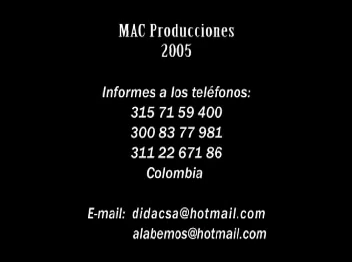 MAC Producciones
2005
Informes a los teléfonos:
315 71 59 400
300 83 77 981
311 22 671 86
Colombia
E-mail: didacsa@hotmail.com
alabemos@hotmail.com